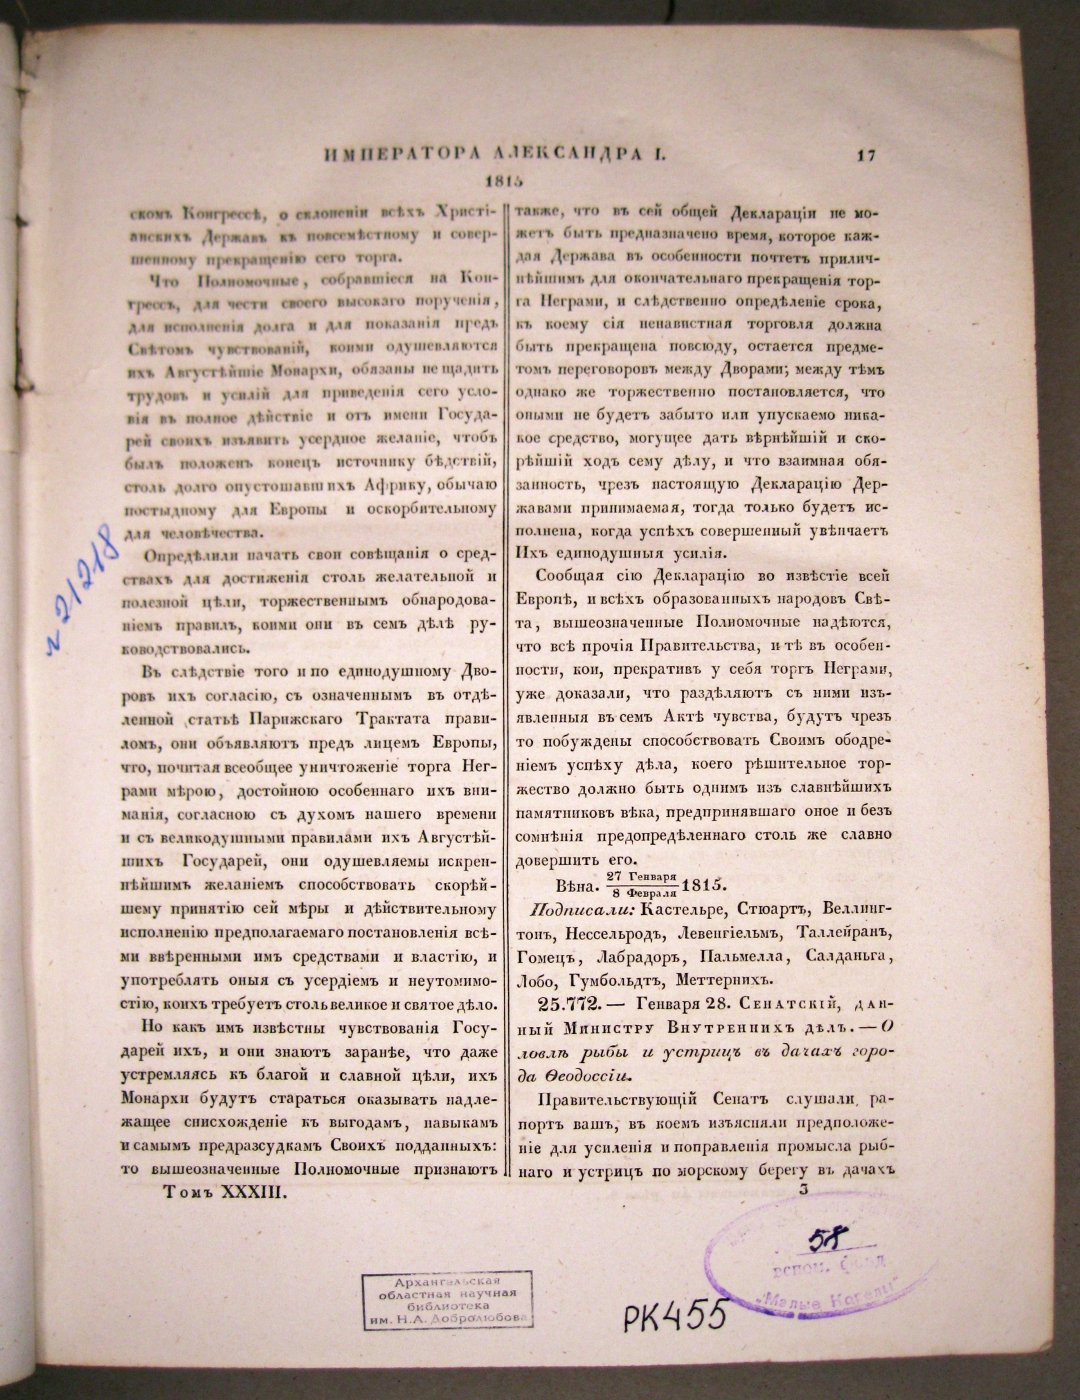 ИМПЕРАТОРА АЛЕКСАНДРА I.
17
1815
скомъ Конгрессѣ, о склоненіи всѣхъ Христі-
анскихъ Державъ къ повсемѣстному и совер-
шенному прекращенію сего торга.
Что Полномочные, собравшіеся на Кон-
грессъ, для чести своего высокаго порученія,
для исполненія долга и для показанія предъ
Свѣтомъ чувствованій, коими одушевляются
ихъ Августѣйшіе Монархи, обязаны не щадить
трудовъ и усилій для приведенія сего усло-
вія въ полное дѣйствіе и отъ имени Госуда-
рей своихъ изъявить усердное желаніе, чтобъ
былъ положенъ конецъ источнику бѣдствій,
столь долго опустошавшихъ Африку, обычаю
постыдному для Европы и оскорбительному
для человѣчества.
Опредѣлили начать свои совѣщанія о сред-
ствахъ для достиженія столь желательной и
полезной цѣли, торжественнымъ обнародова-
ніемъ правилъ, коими они въ семъ дѣлѣ ру-
ководствовались.
Въ слѣдствіе того и по единодушному Дво-
ровъ ихъ согласію, съ означеннымъ въ отдѣ-
ленной статьѣ Парижскаго Трактата прави-
ломъ, они объявляютъ предъ лицемъ Европы,
что, почитая всеобщее уничтоженіе торга Нег-
рами мѣрою, достойною особеннаго ихъ вни-
манія, согласною съ духомъ нашего времени
и съ великодушными правилами ихъ Августѣй-
шихъ Государей, они одушевляемы искрен-
нѣйшимъ желаніемъ способствовать скорѣй-
шему принятію сей мѣры и дѣйствительному
исполненію предполагаемаго постановленія всѣ-
ми ввѣренными имъ средствами и властію, и
употреблять оныя съ усердіемъ и неутомимо-
стію, коихъ требуетъ столь великое и святое дѣло.
Но какъ имъ извѣстны чувствованія Госу-
дарей ихъ, и они знаютъ заранѣе, что даже
устремляясь къ благой и славной цѣли, ихъ
Монархи будутъ стараться оказывать надле-
жащее снисхожденіе къ выгодамъ, навыкамъ
и самымъ предразсудкамъ Своихъ подданныхъ:
то вышеозначенные Полномочные признаютъ
Томъ XXXIII.
также, что въ сей общей Деклараціи не мо-
жетъ быть предназначено время, которое каж-
дая Держава въ особенности почтетъ прилич-
нѣйшимъ для окончательнаго прекращенія тор-
га Неграми, и слѣдственно опредѣленіе срока,
къ коему сія ненавистная торговля должна
быть прекращена повсюду, остается предме-
томъ переговоровъ между Дворами; между тѣмъ
однако же торжественно постановляется, что
оными не будетъ забыто или упускаемо ника-
кое средство, могущее дать вѣрнѣйшій и ско-
рѣйшій ходъ сему дѣлу, и что взаимная обя-
занность, чрезъ настоящую Декларацію Дер-
жавами принимаемая, тогда только будетъ ис-
полнена, когда успѣхъ совершенный увѣнчаетъ
Ихъ единодушныя усилія.
Сообщая сію Декларацію во извѣстіе всей
Европѣ, и всѣхъ образованныхъ народовъ Свѣ-
та, вышеозначенные Полномочные надѣются,
что всѣ прочія Правительства, и тѣ въ особен-
ности, кои, прекративъ у себя торгъ Неграми,
уже доказали, что раздѣляютъ съ ними изъ-
явленныя въ семъ Актѣ чувства, будутъ чрезъ
то побуждены способствовать Своимъ ободре-
ніемъ успѣху дѣла, коего рѣшительное тор-
жество должно быть однимъ изъ славнѣйшихъ
памятниковъ вѣка, предпринявшаго оное и безъ
сомнѣнія предопредѣленнаго столь же славно
довершить его.
Вѣна. 27 Генваря / 8 Февраля 1815.
Подписали: Кастельре, Стюартъ, Веллинг-
тонъ, Нессельродъ, Левенгіельмъ, Таллейранъ,
Гомецъ, Лабрадоръ, Пальмелла, Салданьга,
Лобо, Гумбольдтъ, Меттернихъ.
25.772.— Генваря 28. Сенатскій, дан-
ный Министру Внутреннихъ дѣлъ.—О
ловлѣ рыбы и устрицъ въ дачахъ горо-
да Ѳеодоссіи.
Правительствующій Сенатъ слушали ра-
портъ вашъ, въ коемъ изъясняли предположе-
ніе для усиленія и поправленія промысла рыб-
наго и устрицъ по морскому берегу въ дачахъ
3
21218
58
вспом. фонд
"Малые Корелы"
Архангельская
областная научная
библиотека
им. Н.А. Добролюбова
РК455